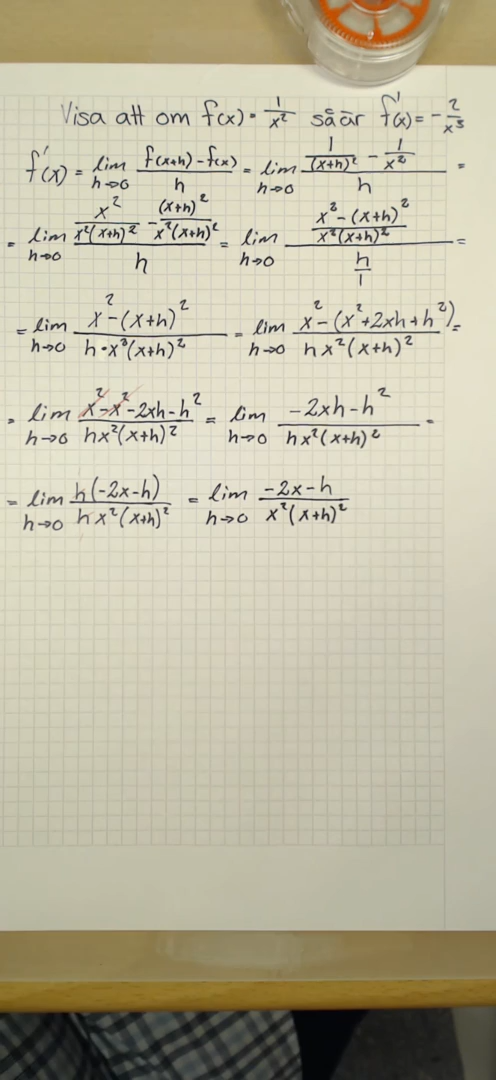 Visa att om f(x) = 1/x² så är f'(x) = -2/x³
f'(x) = lim h→0 (f(x+h) - f(x))/h = lim h→0 (1/(x+h)² - 1/x²)/h =
= lim h→0 (x²/(x²(x+h)²) - (x+h)²/(x²(x+h)²))/h = lim h→0 ((x² - (x+h)²)/(x²(x+h)²))/(h/1) =
= lim h→0 (x² - (x+h)²)/(h·x²(x+h)²) = lim h→0 (x² - (x² + 2xh + h²))/(hx²(x+h)²) =
= lim h→0 (x² - x² - 2xh - h²)/(hx²(x+h)²) = lim h→0 (-2xh - h²)/(hx²(x+h)²) =
= lim h→0 h(-2x - h)/(hx²(x+h)²) = lim h→0 (-2x - h)/(x²(x+h)²)